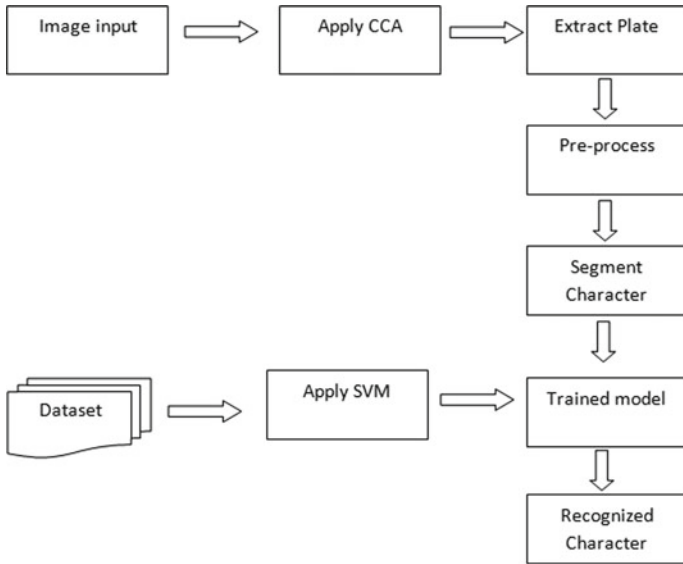 Image input
Apply CCA
Extract Plate
Pre-process
Segment
Character
Dataset
Apply SVM
Trained model
Recognized
Character